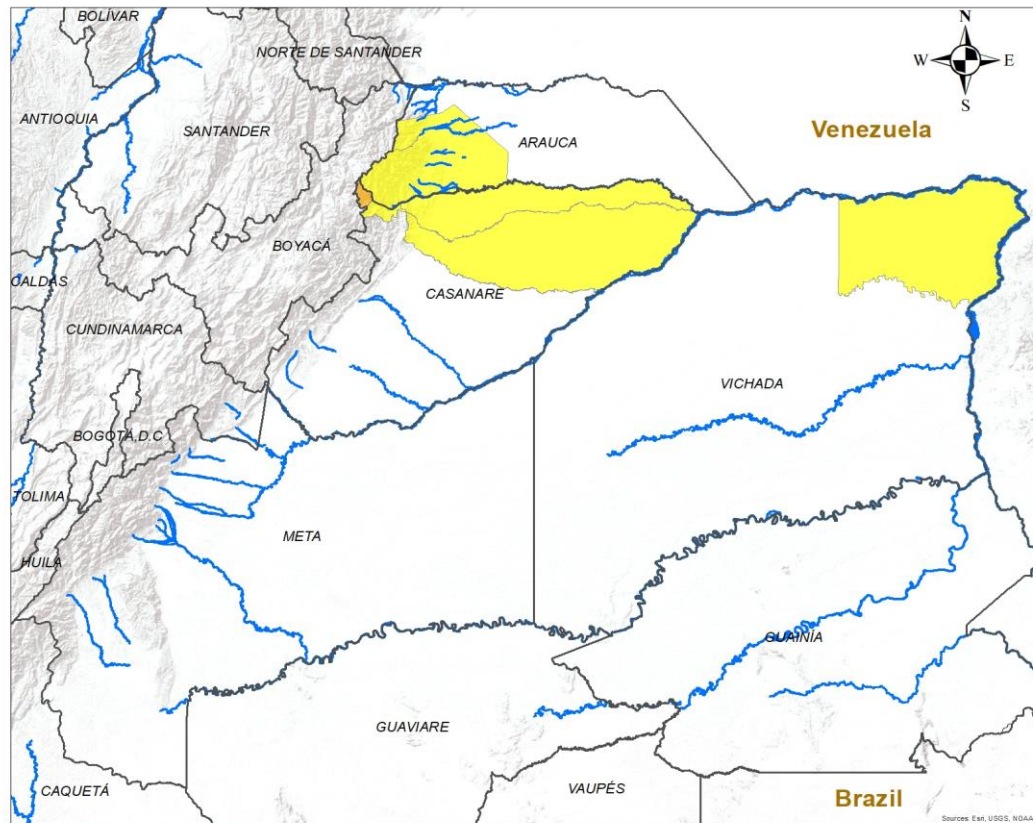 BOLÍVAR
N
NORTE DE SANTANDER
W
E
S
ANTIOQUIA
SANTANDER
Venezuela
ARAUCA
BOYACÁ
CALDAS
CASANARE
CUNDINAMARCA
VICHADA
BOGOTÁ,D.C
TOLIMA
META
HUILA
GUAINÍA
GUAVIARE
CAQUETÁ
VAUPÉS
Brazil
Sources: Esri, USGS, NOAA